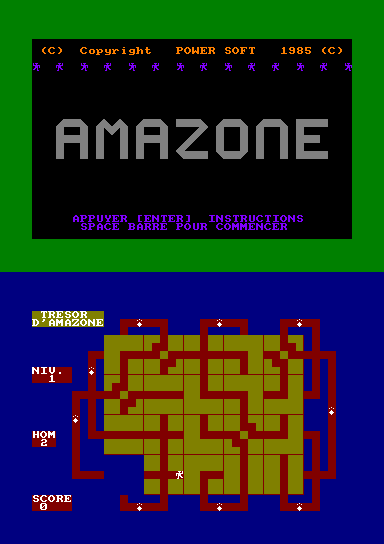 (C) Copyright POWER SOFT 1985 (C)
AMAZONE
APPUYER [ENTER] INSTRUCTIONS
SPACE BARRE POUR COMMENCER
TRESOR
D'AMAZONE
NIV.
1
HOM
2
SCORE
0